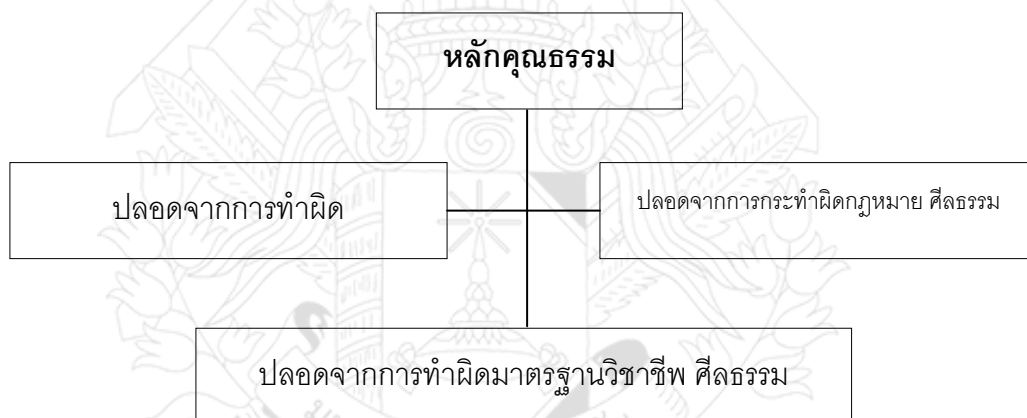 หลักคุณธรรม
ปลอดจากการทำผิด
ปลอดจากการกระทำผิดกฎหมาย ศีลธรรม
ปลอดจากการทำผิดมาตรฐานวิชาชีพ ศีลธรรม